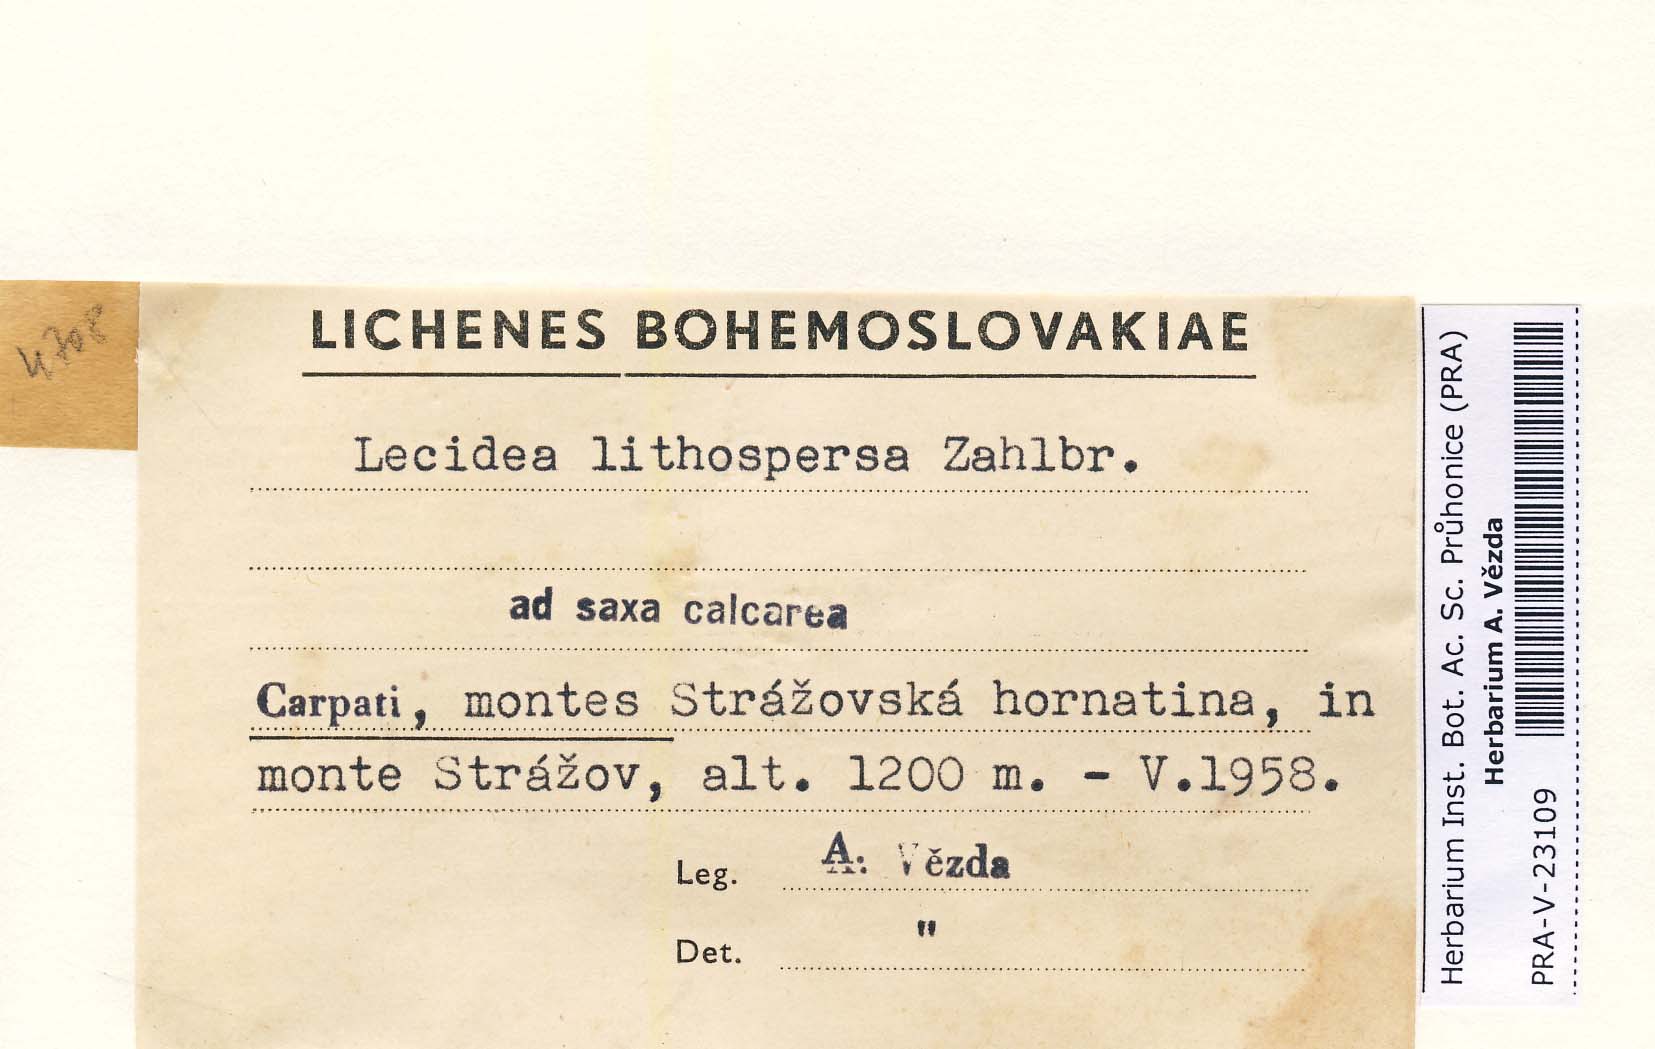 LICHENES BOHEMOSLOVAKIAE
Lecidea lithospersa Zahlbr.
ad saxa calcarea
Carpati, montes Strážovská hornatina, in
monte Strážov, alt. 1200 m. - V.1958.
Leg. A. Vězda
Det. "
4708
Herbarium Inst. Bot. Ac. Sc. Průhonice (PRA)
Herbarium A. Vězda
PRA-V-23109